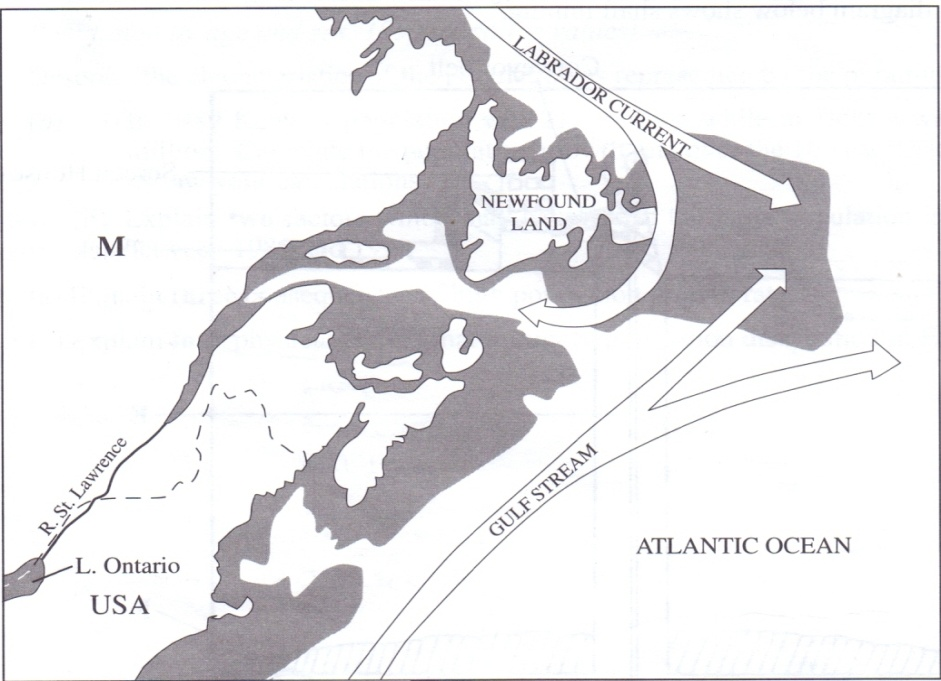 LABRADOR CURRENT
NEWFOUND
LAND
M
R. St. Lawrence
GULF STREAM
ATLANTIC OCEAN
L. Ontario
USA